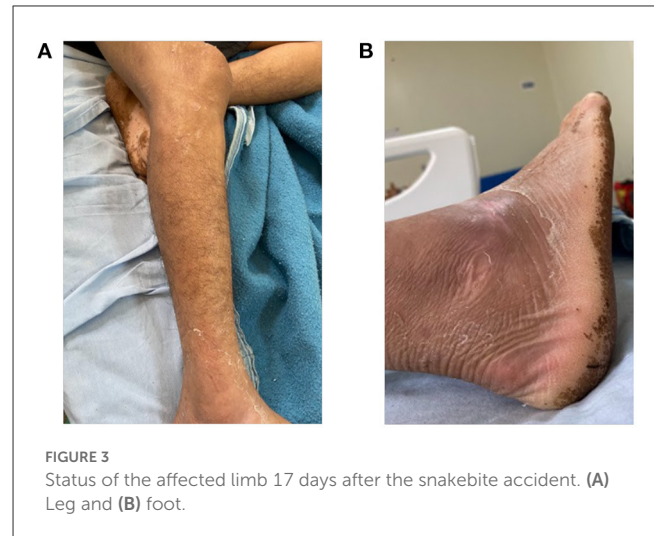 A
B
FIGURE 3
Status of the affected limb 17 days after the snakebite accident. (A)
Leg and (B) foot.